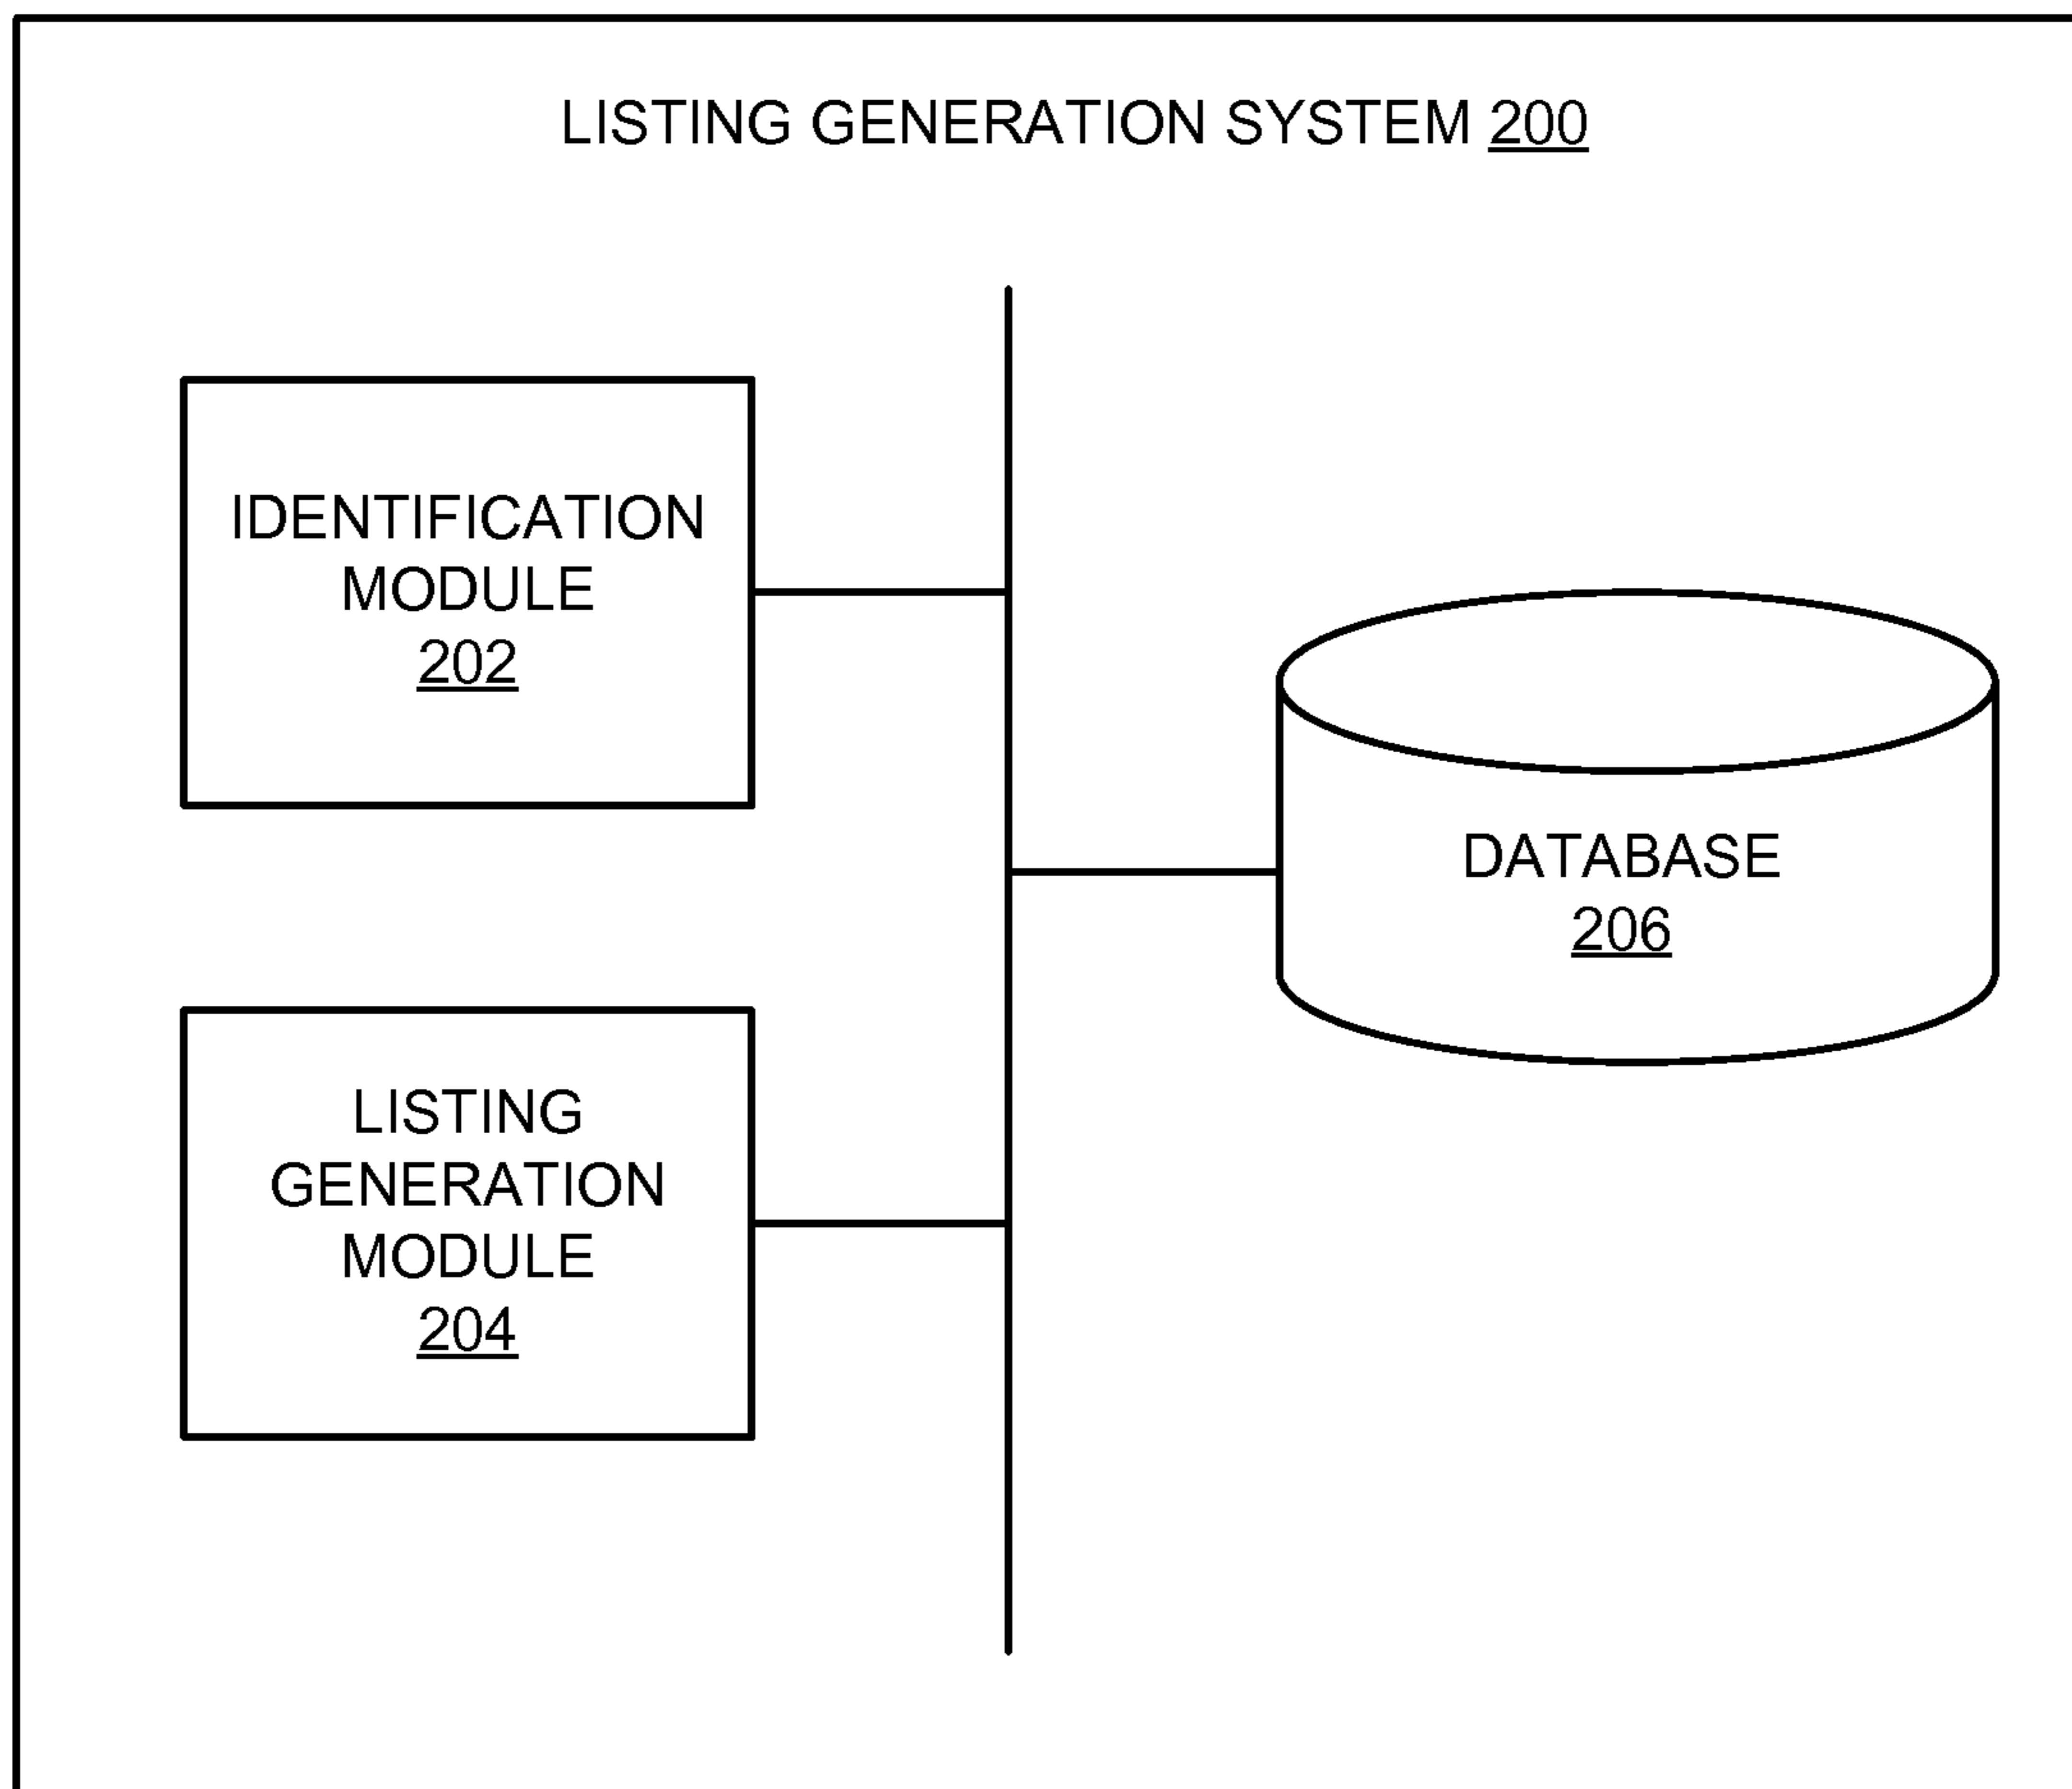 LISTING GENERATION SYSTEM 200
IDENTIFICATION
MODULE
202
DATABASE
206
LISTING
GENERATION
MODULE
204